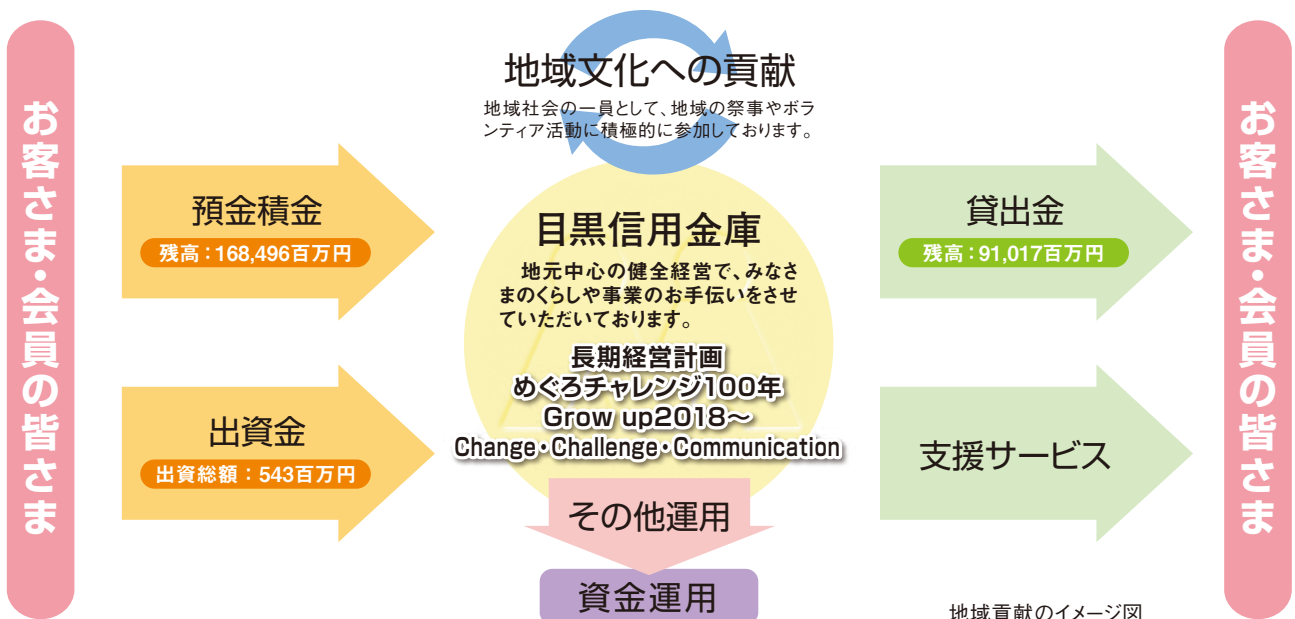 お客さま・会員の皆さま
地域文化への貢献
地域社会の一員として、地域の祭事やボラ
ンティア活動に積極的に参加しております。
預金積金
残高：168,496百万円
出資金
出資総額：543百万円
目黒信用金庫
地元中心の健全経営で、みなさ
まのくらしや事業のお手伝いをさせ
ていただいております。
長期経営計画
めぐろチャレンジ100年
Grow up2018～
Change・Challenge・Communication
その他運用
資金運用
貸出金
残高：91,017百万円
支援サービス
お客さま・会員の皆さま
地域貢献のイメージ図